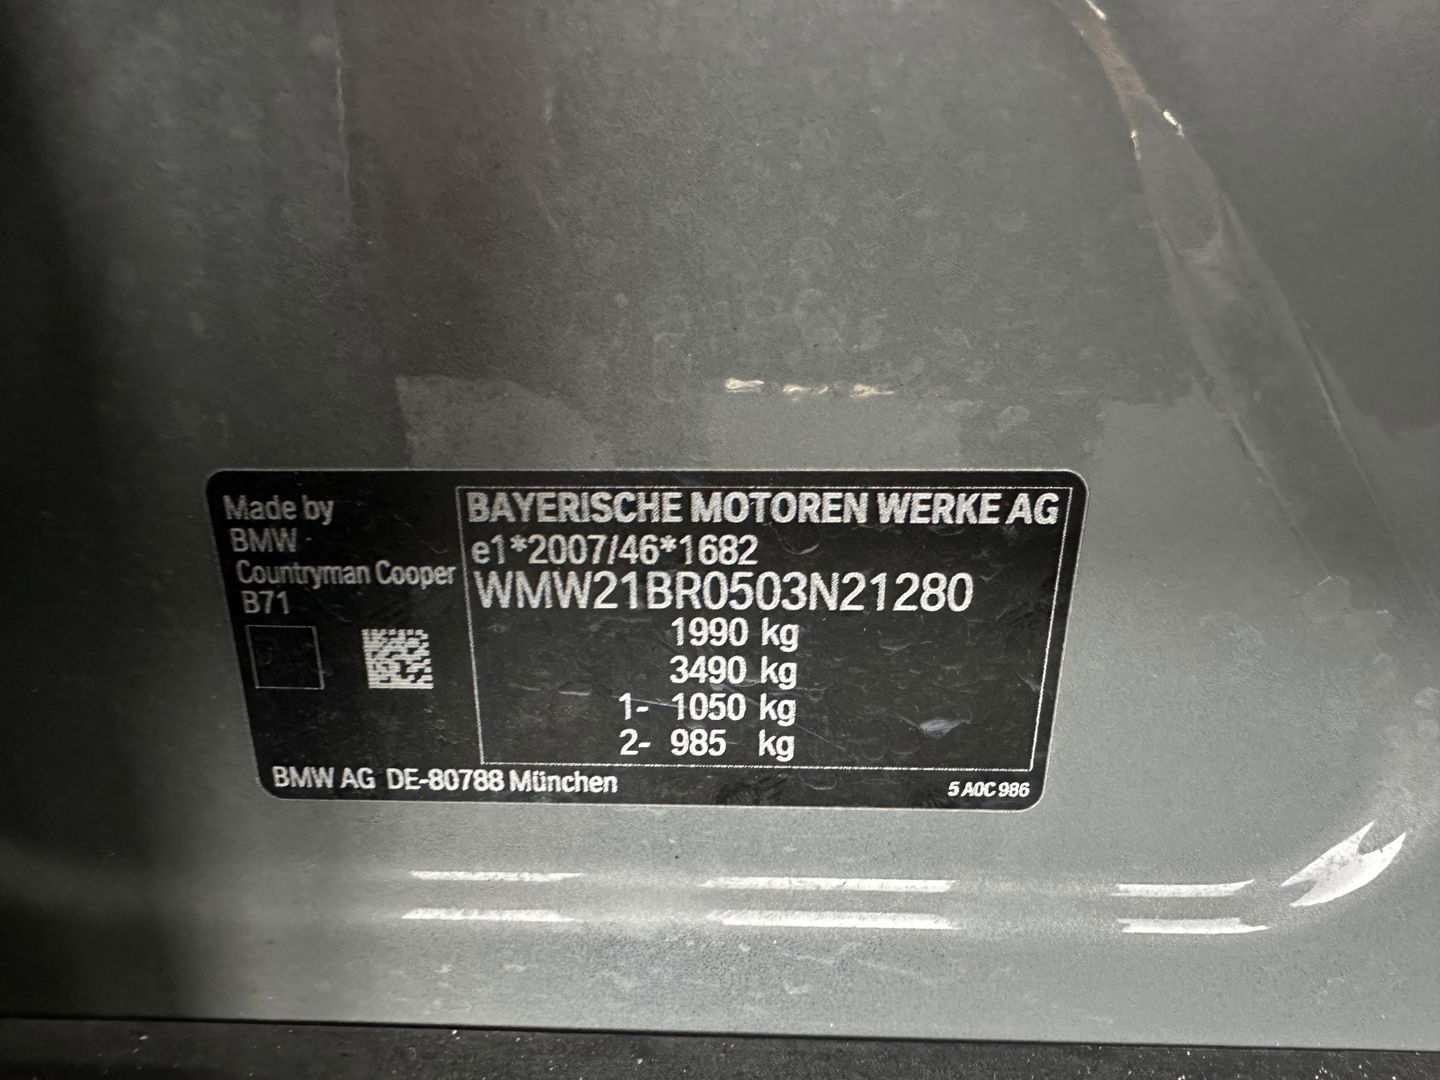 Made by
BMW
Countryman Cooper
B71
BAYERISCHE MOTOREN WERKE AG
e1*2007/46*1682
WMW21BR0503N21280
1990 kg
3490 kg
1- 1050 kg
2- 985 kg
BMW AG DE-80788 München
5 A0C 986